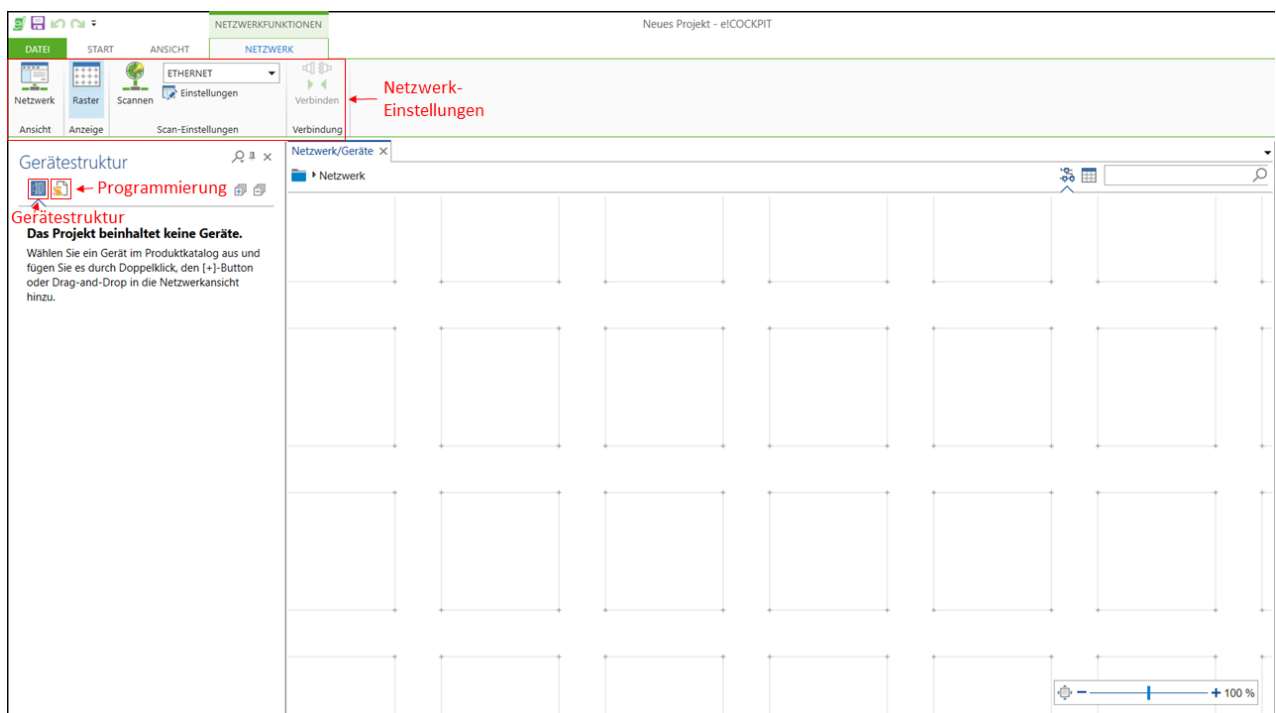 NETZWERKFUNKTIONEN
Neues Projekt - e!COCKPIT
DATEI
START
ANSICHT
NETZWERK
ETHERNET
Einstellungen
Netzwerk
Raster
Scannen
Verbinden
Ansicht
Anzeige
Scan-Einstellungen
Verbindung
Netzwerk-
Einstellungen
Gerätestruktur
Programmierung
Gerätestruktur
Das Projekt beinhaltet keine Geräte.
Wählen Sie ein Gerät im Produktkatalog aus und
fügen Sie es durch Doppelklick, den [+]-Button
oder Drag-and-Drop in die Netzwerkansicht
hinzu.
Netzwerk/Geräte
Netzwerk
100 %